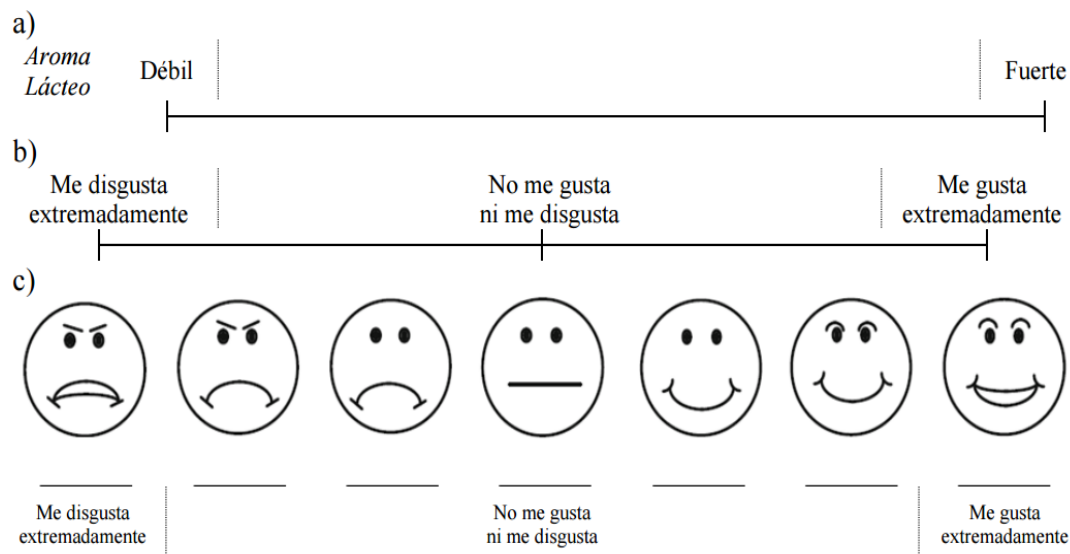 a)
Aroma
Lácteo
Débil
Fuerte
b)
Me disgusta
extremadamente
No me gusta
ni me disgusta
Me gusta
extremadamente
c)
Me disgusta
extremadamente
No me gusta
ni me disgusta
Me gusta
extremadamente